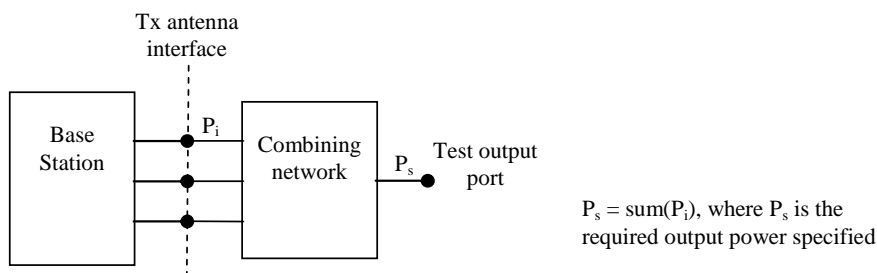 Tx antenna
interface
Base
Station
Pi
Combining
network
Ps
Test output
port
Ps = sum(Pi), where Ps is the
required output power specified